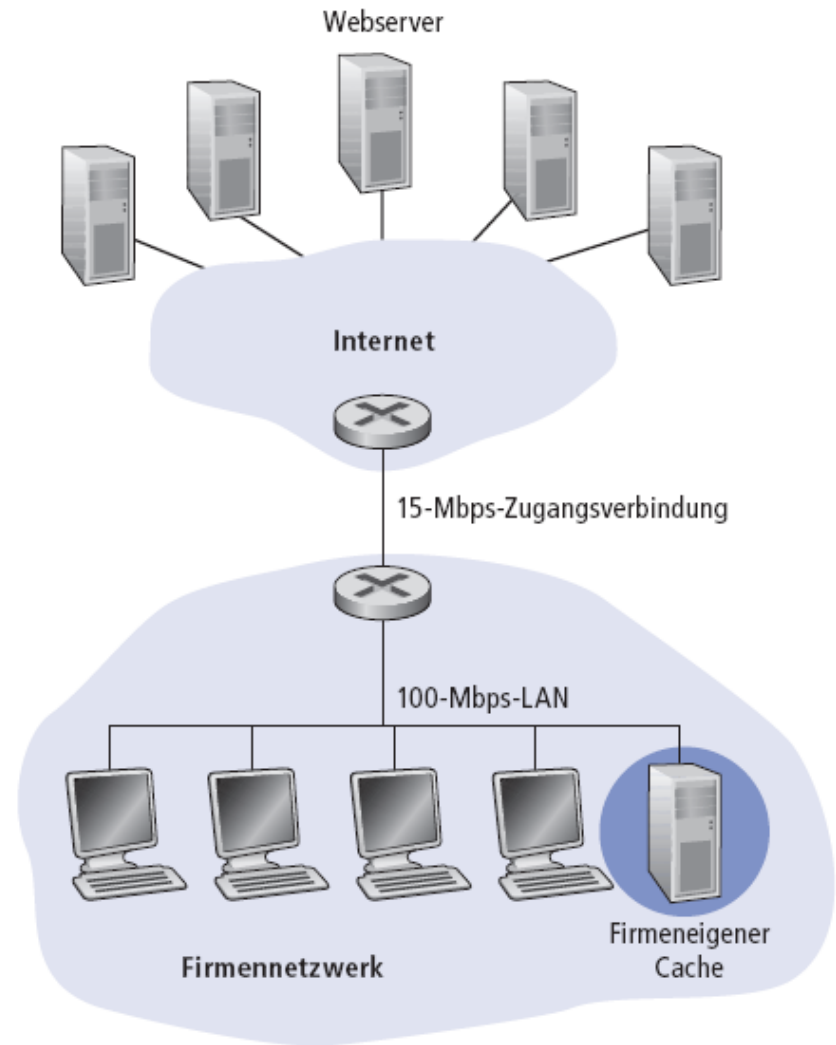 Webserver
Internet
15-Mbps-Zugangsverbindung
100-Mbps-LAN
Firmeneigener
Cache
Firmennetzwerk